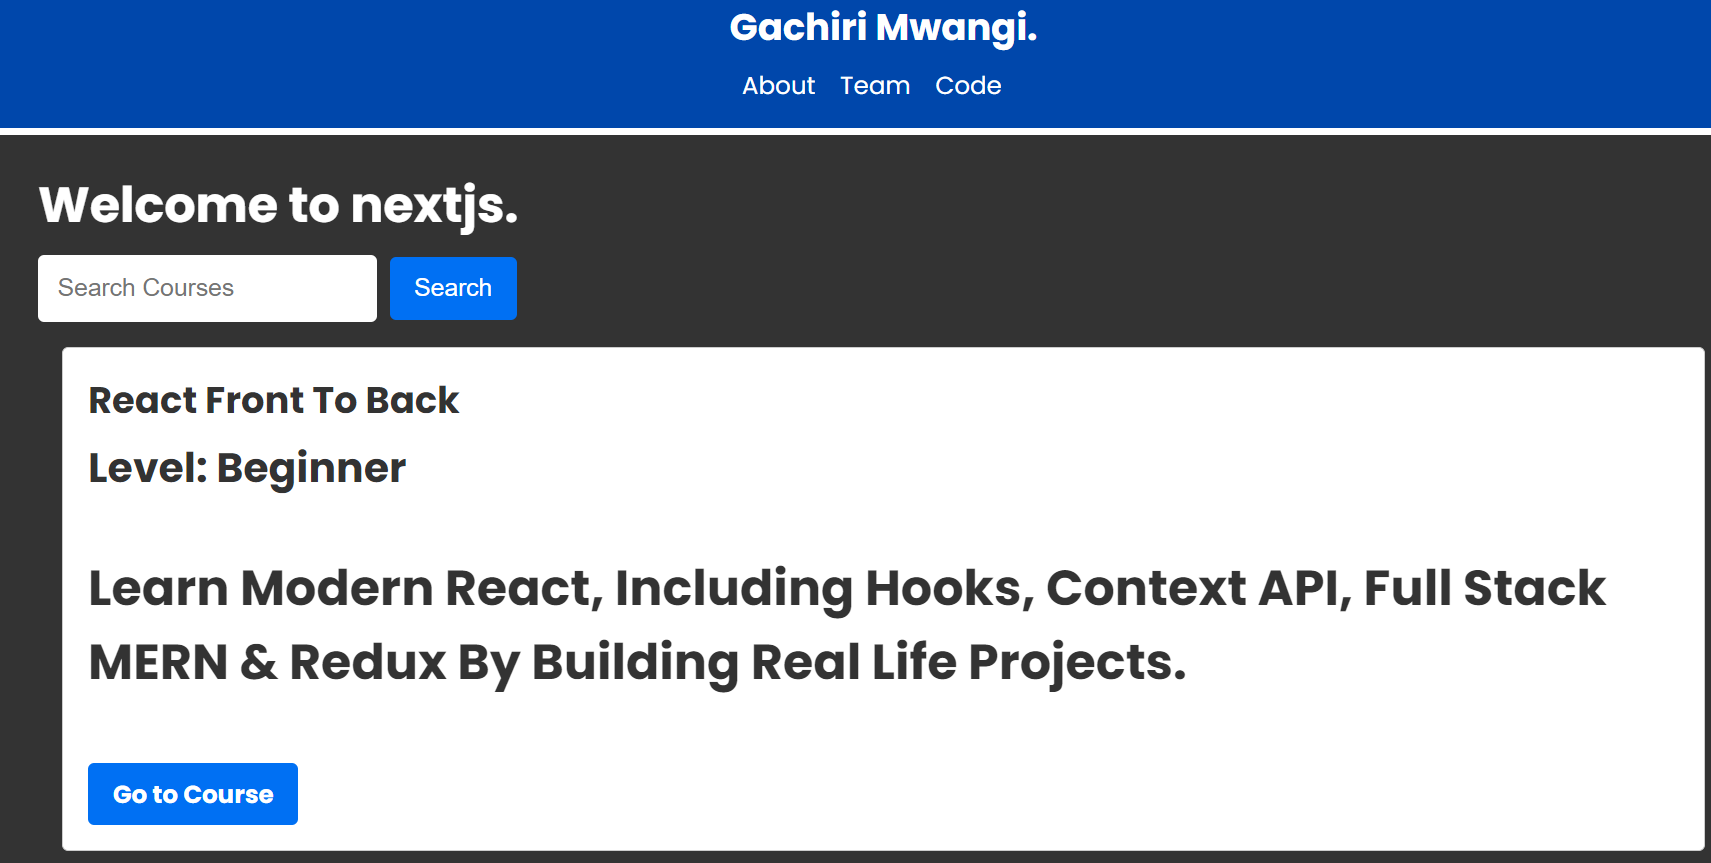 Gachiri Mwangi.
About Team Code
Welcome to nextjs.
Search Courses Search
React Front To Back
Level: Beginner
Learn Modern React, Including Hooks, Context API, Full Stack
MERN & Redux By Building Real Life Projects.
Go to Course